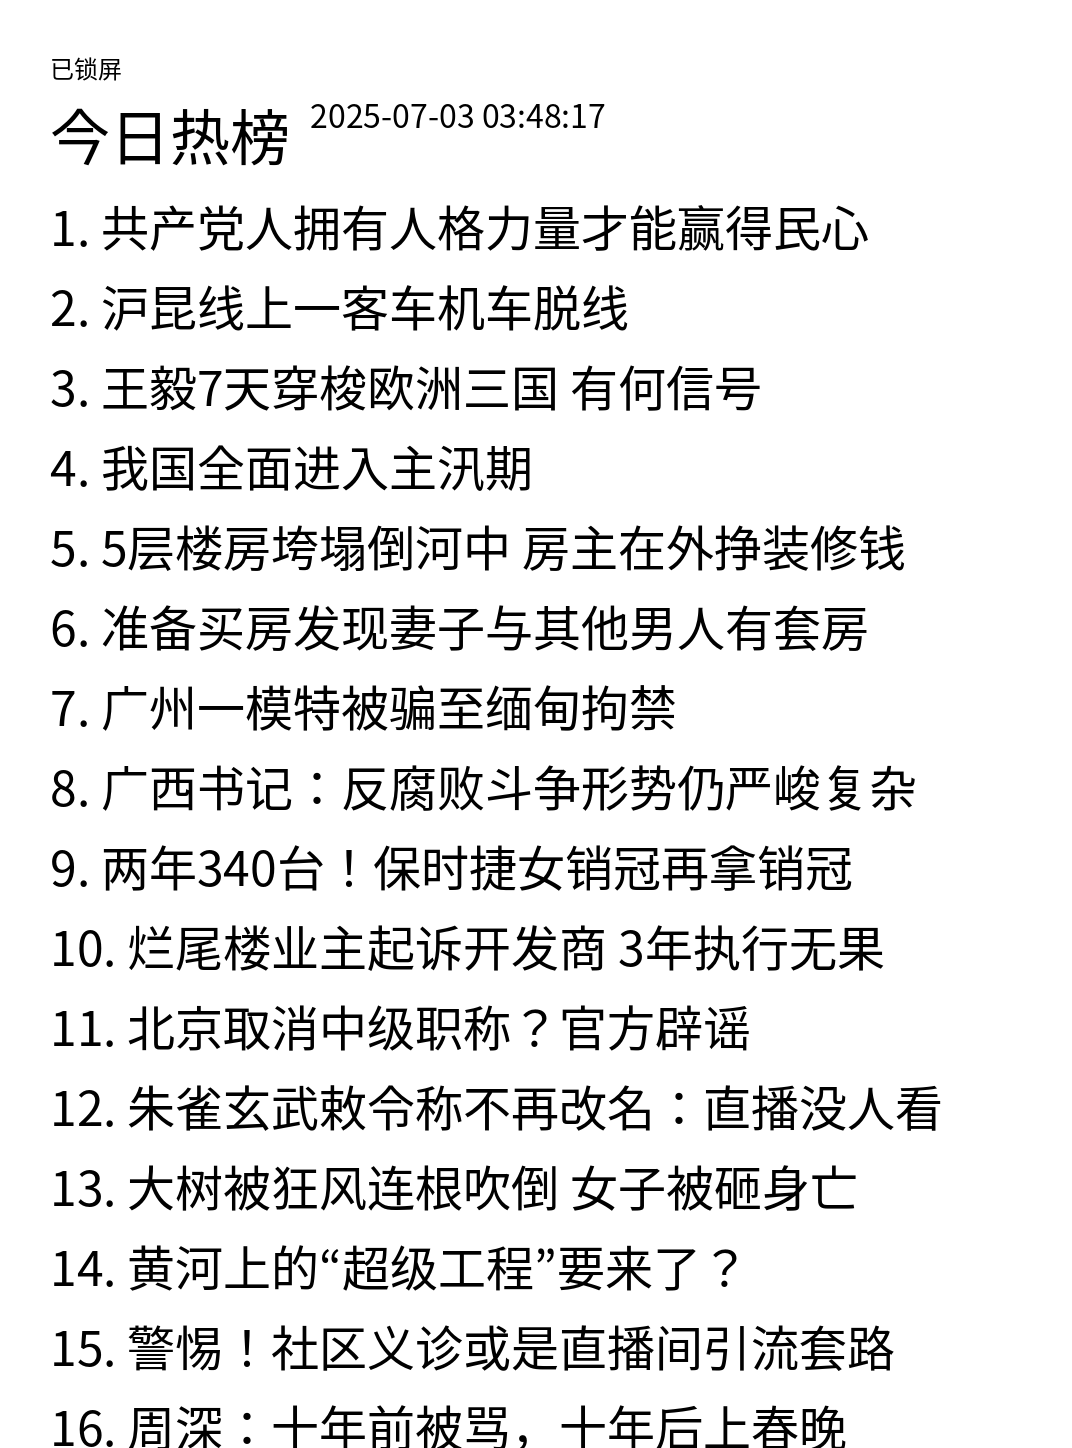 已锁屏
今日热榜 2025-07-03 03:48:17
1. 共产党人拥有人格力量才能赢得民心
2. 沪昆线上一客车机车脱线
3. 王毅7天穿梭欧洲三国 有何信号
4. 我国全面进入主汛期
5. 5层楼房垮塌倒河中 房主在外挣装修钱
6. 准备买房发现妻子与其他男人有套房
7. 广州一模特被骗至缅甸拘禁
8. 广西书记：反腐败斗争形势仍严峻复杂
9. 两年340台！保时捷女销冠再拿销冠
10. 烂尾楼业主起诉开发商 3年执行无果
11. 北京取消中级职称？官方辟谣
12. 朱雀玄武敕令称不再改名：直播没人看
13. 大树被狂风连根吹倒 女子被砸身亡
14. 黄河上的“超级工程”要来了？
15. 警惕！社区义诊或是直播间引流套路
16. 周深：十年前被骂，十年后上春晚